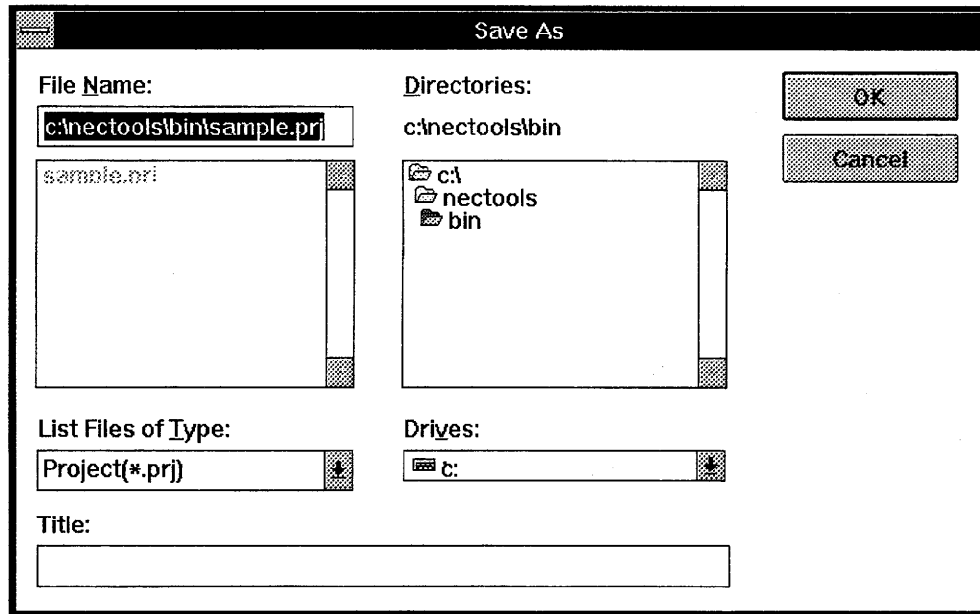 Save As
File Name:
c:\nectools\bin\sample.prj
sample.prj
Directories:
c:\nectools\bin
c:\
nectools
bin
OK
Cancel
List Files of Type:
Project(*.prj)
Drives:
c:
Title: